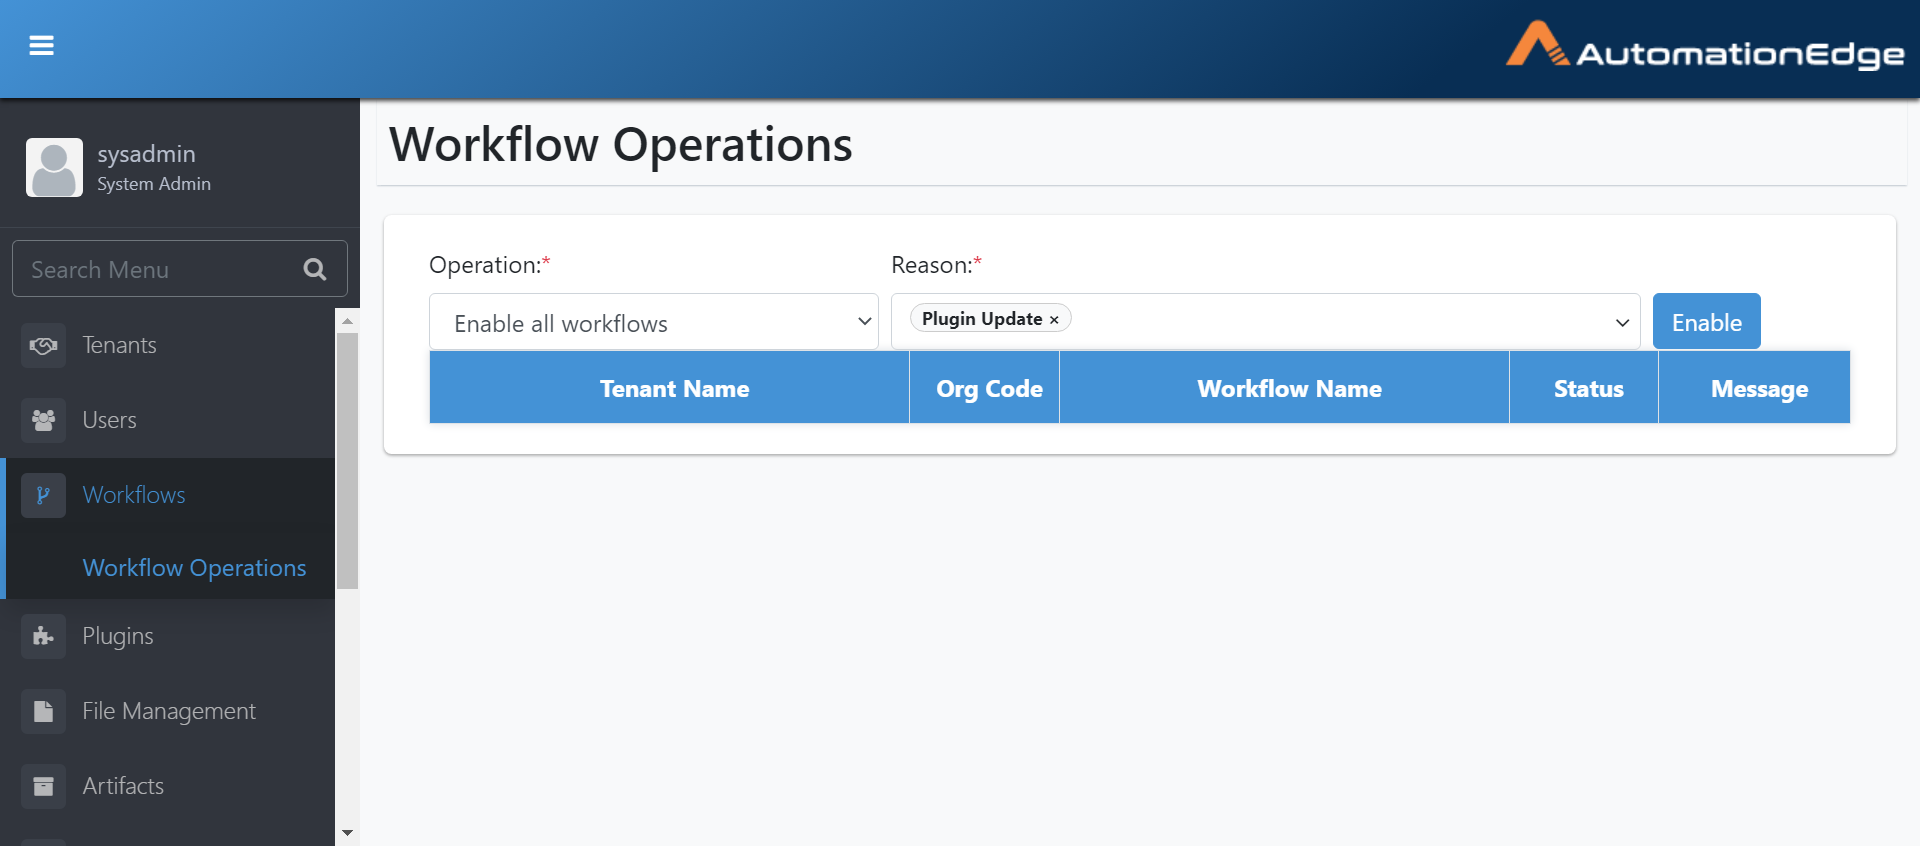 AutomationEdge
sysadmin
System Admin
Search Menu
Tenants
Users
Workflows
Workflow Operations
Plugins
File Management
Artifacts
Workflow Operations
Operation:* Reason:*
Enable all workflows Plugin Update × Enable
Tenant Name Org Code Workflow Name Status Message